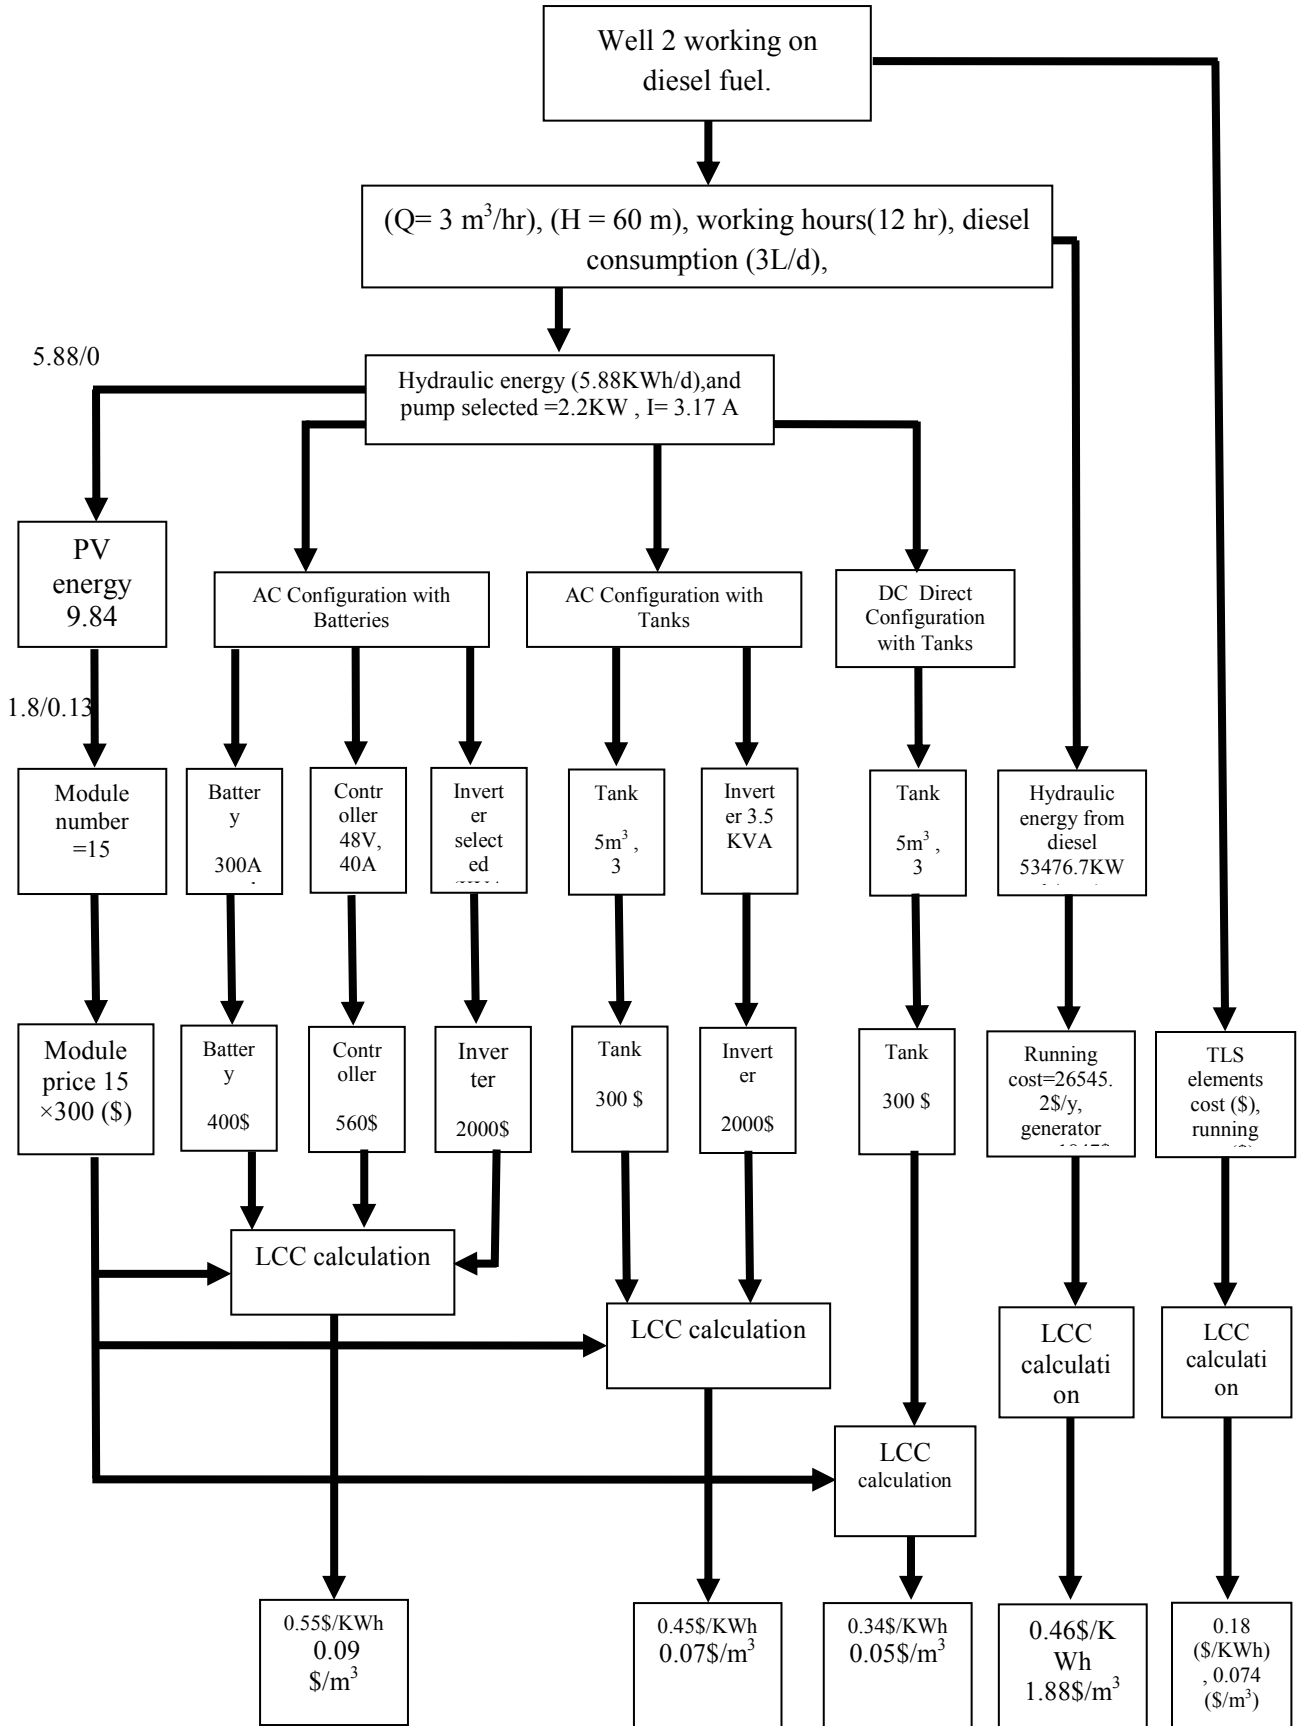 Well 2 working on
diesel fuel.
(Q= 3 m³/hr), (H = 60 m), working hours(12 hr), diesel
consumption (3L/d),
5.88/0
Hydraulic energy (5.88KWh/d),and
pump selected =2.2KW , I= 3.17 A
PV
energy
9.84
AC Configuration with
Batteries
AC Configuration with
Tanks
DC Direct
Configuration
with Tanks
1.8/0.13
Module
number
=15
Batter
y
300A
Contr
oller
48V,
40A
Invert
er
select
ed
Tank
5m³ ,
3
Invert
er 3.5
KVA
Tank
5m³ ,
3
Hydraulic
energy from
diesel
53476.7KW
Module
price 15
×300 ($)
Batter
y
400$
Contr
oller
560$
Inver
ter
2000$
Tank
300 $
Invert
er
2000$
Tank
300 $
Running
cost=26545.
2$/y,
generator
TLS
elements
cost ($),
running
LCC calculation
LCC calculation
LCC
calculation
LCC
calculati
on
LCC
calculati
on
0.55$/KWh
0.09
$/m³
0.45$/KWh
0.07$/m³
0.34$/KWh
0.05$/m³
0.46$/K
Wh
1.88$/m³
0.18
($/KWh)
, 0.074
($/m³)